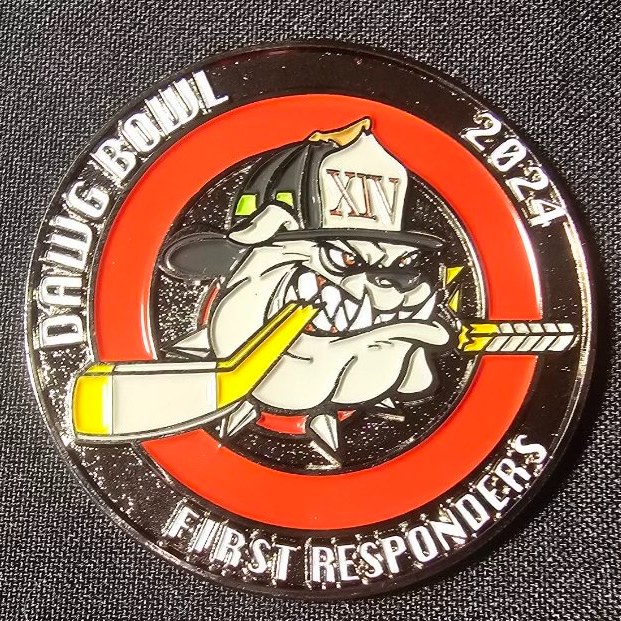 DAWG BOWL
2024
XIV
FIRST RESPONDERS